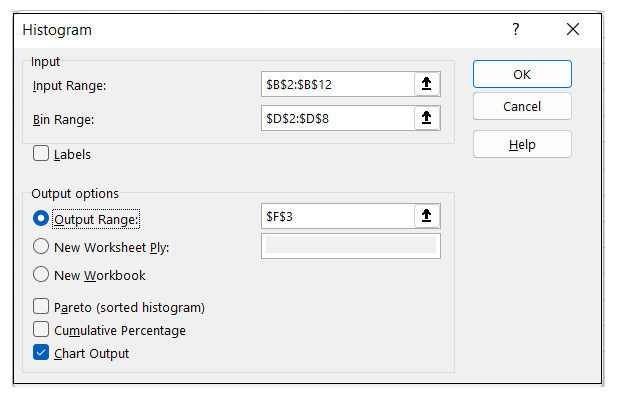 Histogram ? ×
Input
Input Range: $B$2:$B$12
Bin Range: $D$2:$D$8
Labels
OK
Cancel
Help
Output options
Output Range: $F$3
New Worksheet Ply:
New Workbook
Pareto (sorted histogram)
Cumulative Percentage
Chart Output